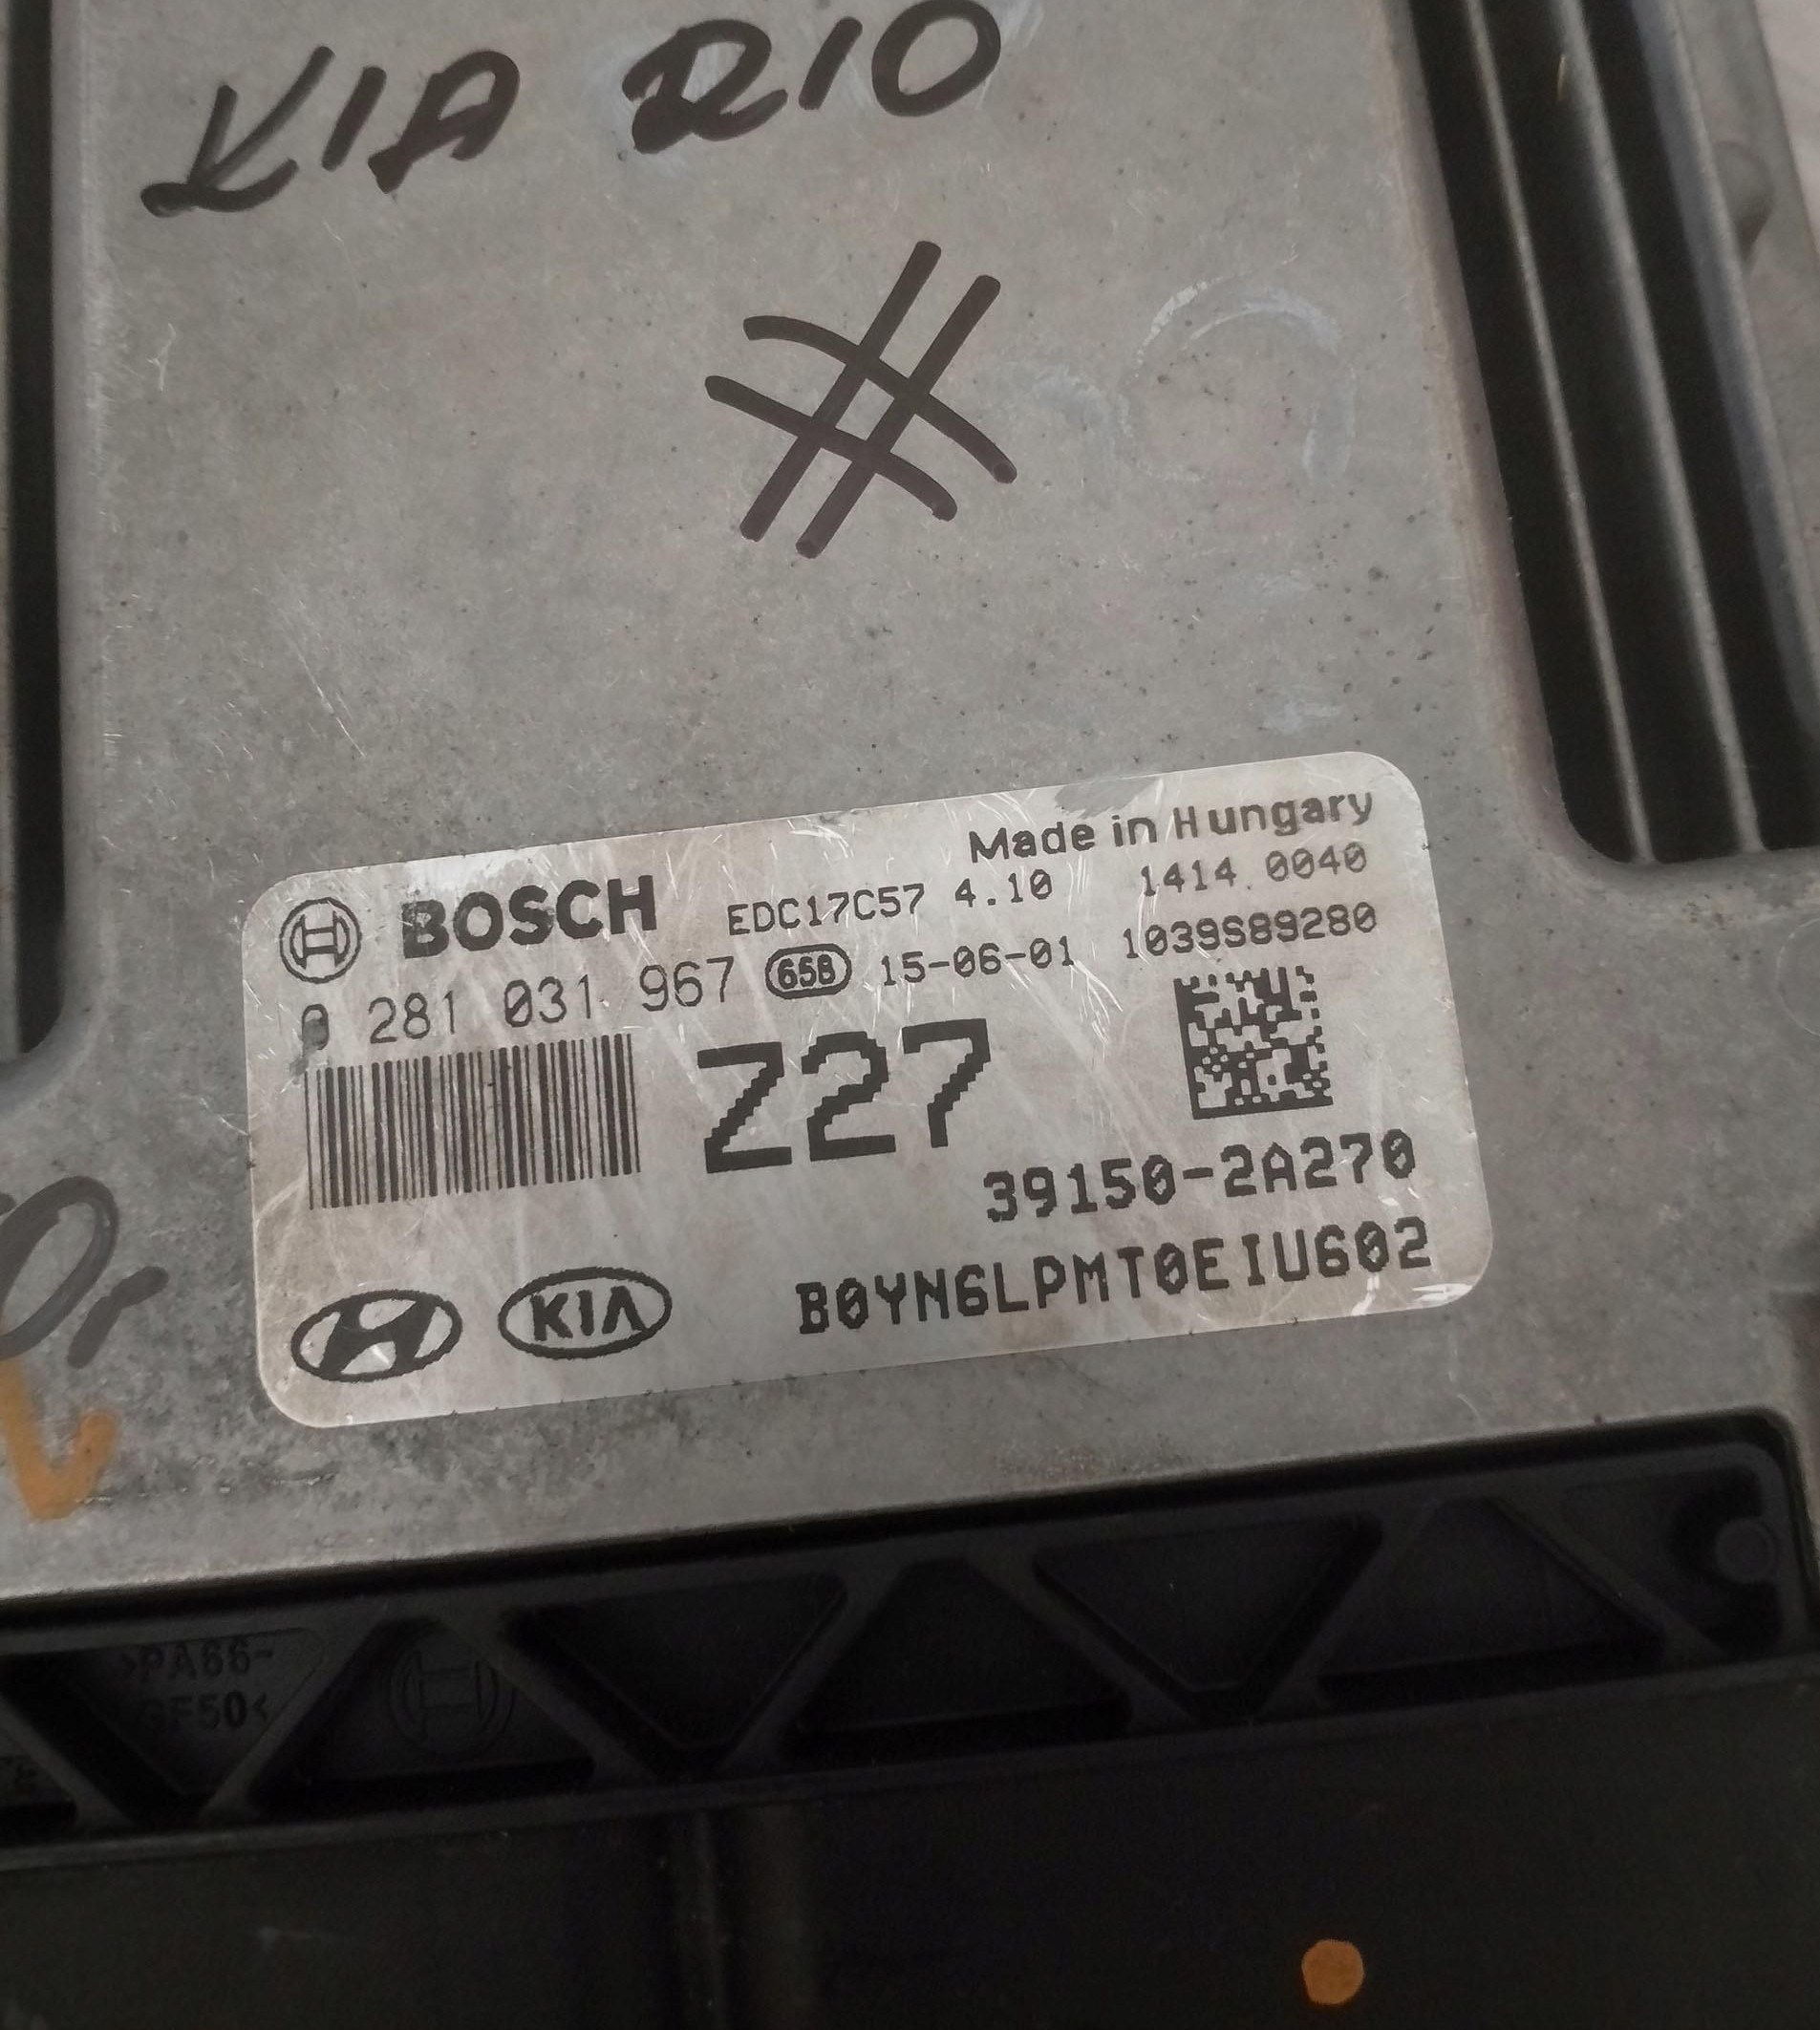 KIA RIO
#
Made in Hungary
BOSCH EDC17C57 4.10 1414 0040
0 281 031 967 658 15-06-01 1039S89280
Z27
39150-2A270
KIA B0YN6LPMT0EIU602
>PA66-
GF50<